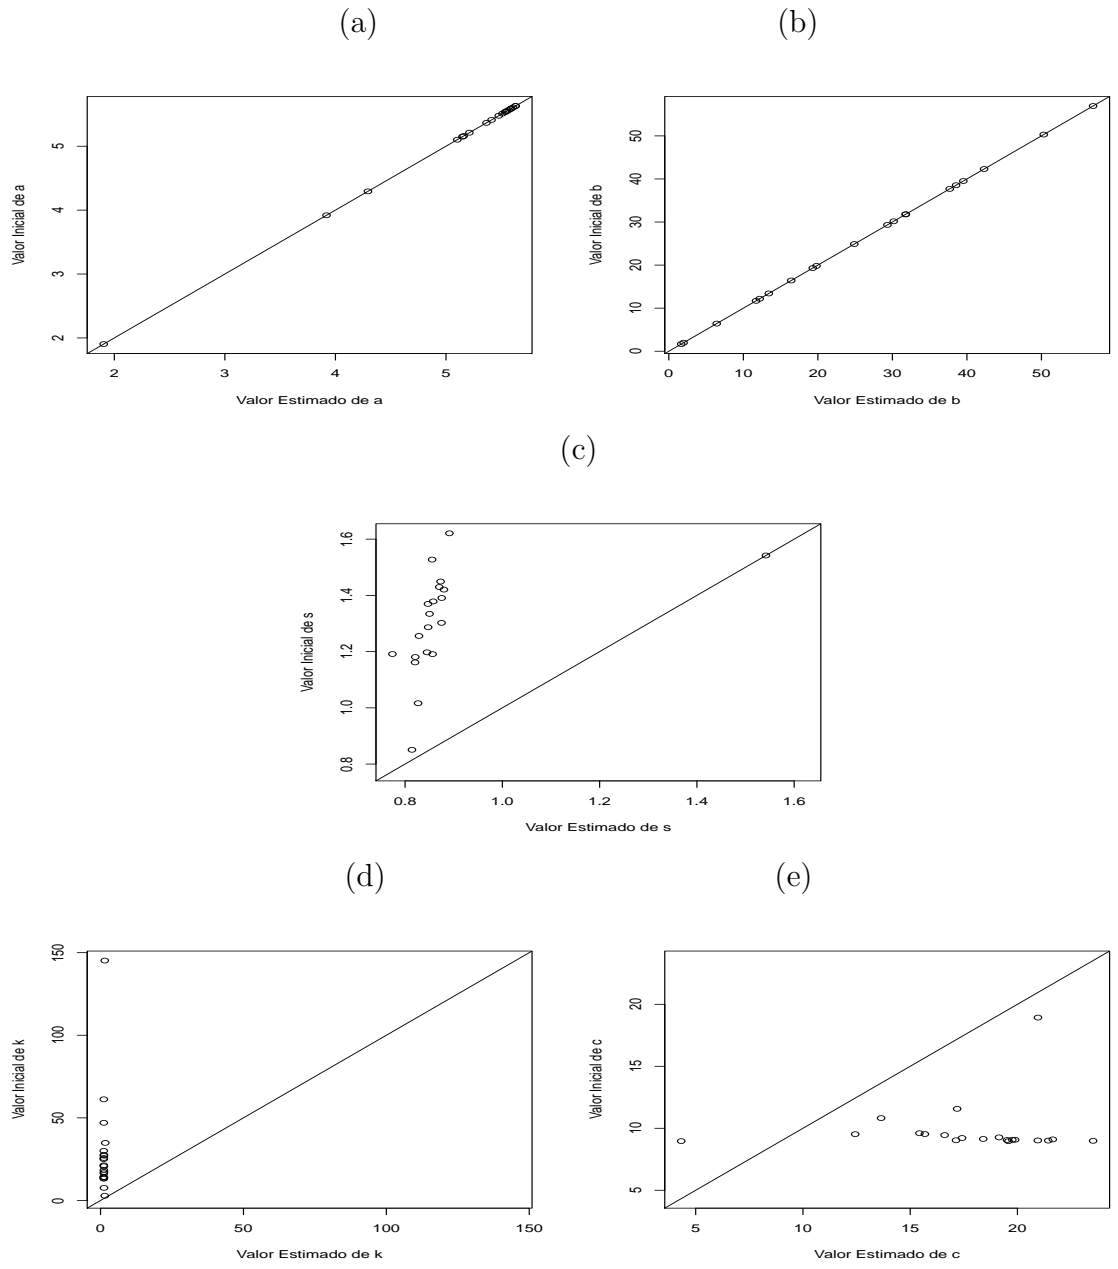 (a)
5
4
3
2
2 3 4 5
Valor Inicial de a
Valor Estimado de a
(b)
50
40
30
20
10
0
0 10 20 30 40 50
Valor Inicial de b
Valor Estimado de b
(c)
1.6
1.4
1.2
1.0
0.8
0.8 1.0 1.2 1.4 1.6
Valor Inicial de s
Valor Estimado de s
(d)
150
100
50
0
0 50 100 150
Valor Inicial de k
Valor Estimado de k
(e)
20
15
10
5
5 10 15 20
Valor Inicial de c
Valor Estimado de c